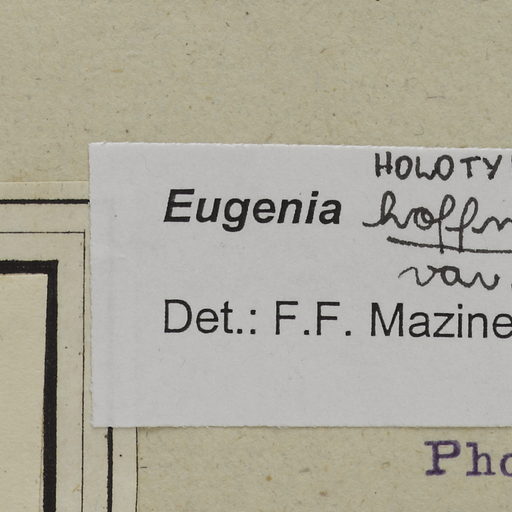 HOLOTY
Eugenia hoffm
var.
Det.: F.F. Mazine
Pho